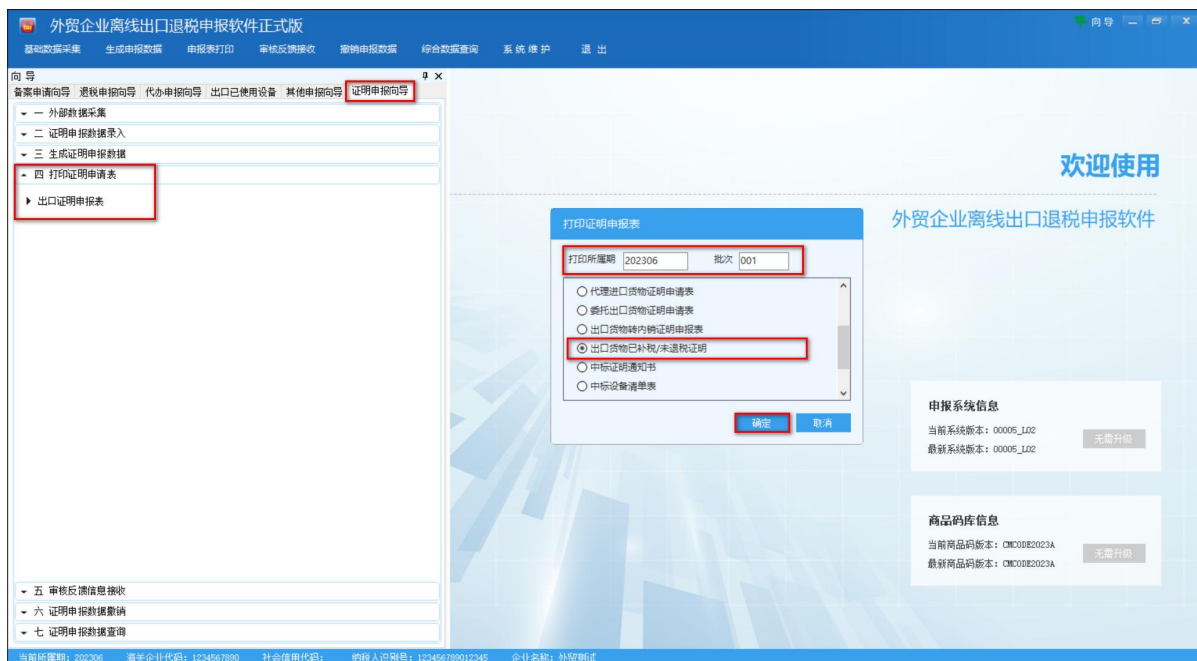 外贸企业离线出口退税申报软件正式版
向导
基础数据采集 生成申报数据 申报表打印 审核反馈接收 撤销申报数据 综合数据查询 系统维护 退出
向导
备案申请向导 退税申报向导 代办申报向导 出口已使用设备 其他申报向导 证明申报向导
一 外部数据采集
二 证明申报数据录入
三 生成证明申报数据
四 打印证明申请表
出口证明申报表
五 审核反馈信息接收
六 证明申报数据撤销
七 证明申报数据查询
欢迎使用
外贸企业离线出口退税申报软件
打印证明申报表
打印所属期 202306 批次 001
代理进口货物证明申请表
委托出口货物证明申请表
出口货物转内销证明申报表
出口货物已补税/未退税证明
中标证明通知书
中标设备清单表
确定 取消
申报系统信息
当前系统版本：00005_L02
最新系统版本：00005_L02
无需升级
商品码库信息
当前商品码版本：CMCODE2023A
最新商品码版本：CMCODE2023A
无需升级
当前所属期：202306 海关企业代码：1234567890 社会信用代码： 纳税人识别号：123456789012345 企业名称：外贸测试